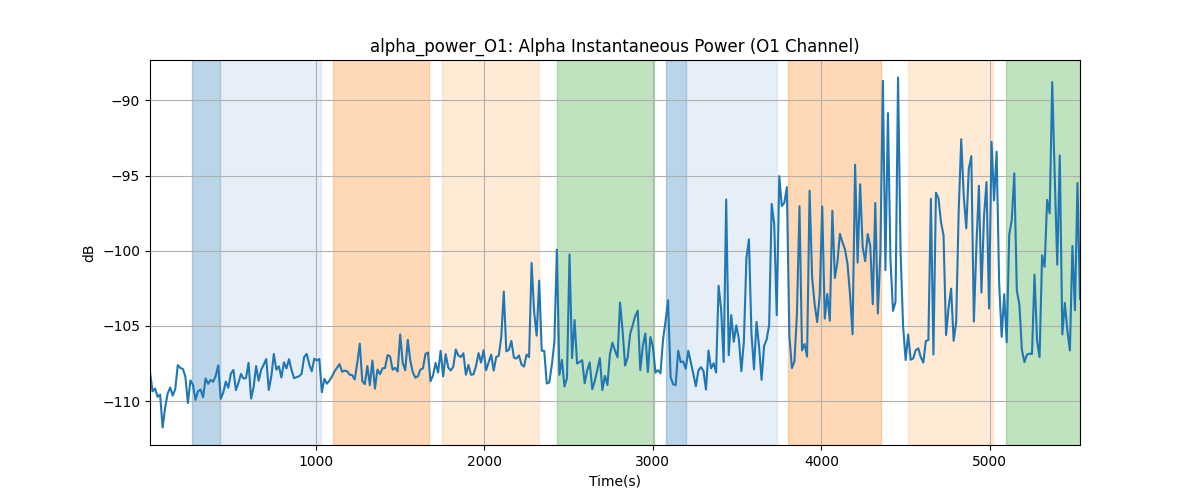 alpha_power_O1: Alpha Instantaneous Power (O1 Channel)
−90
−95
−100
−105
−110
dB
1000 2000 3000 4000 5000
Time(s)